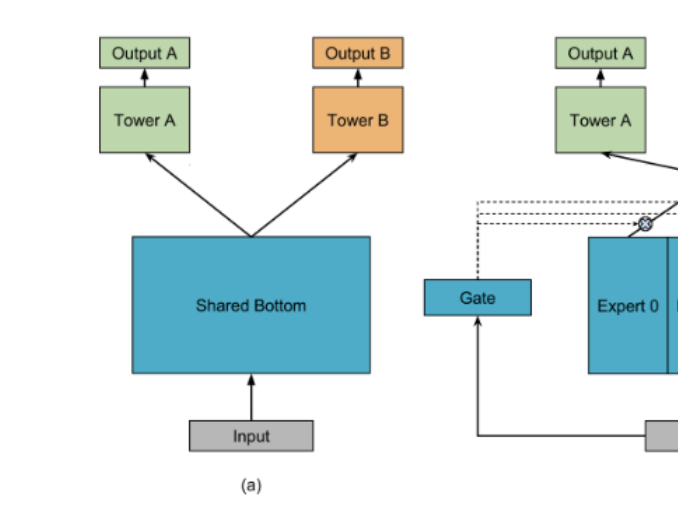 Output A
Output B
Output A
Tower A
Tower B
Tower A
Gate
Shared Bottom
Expert 0
Input
(a)